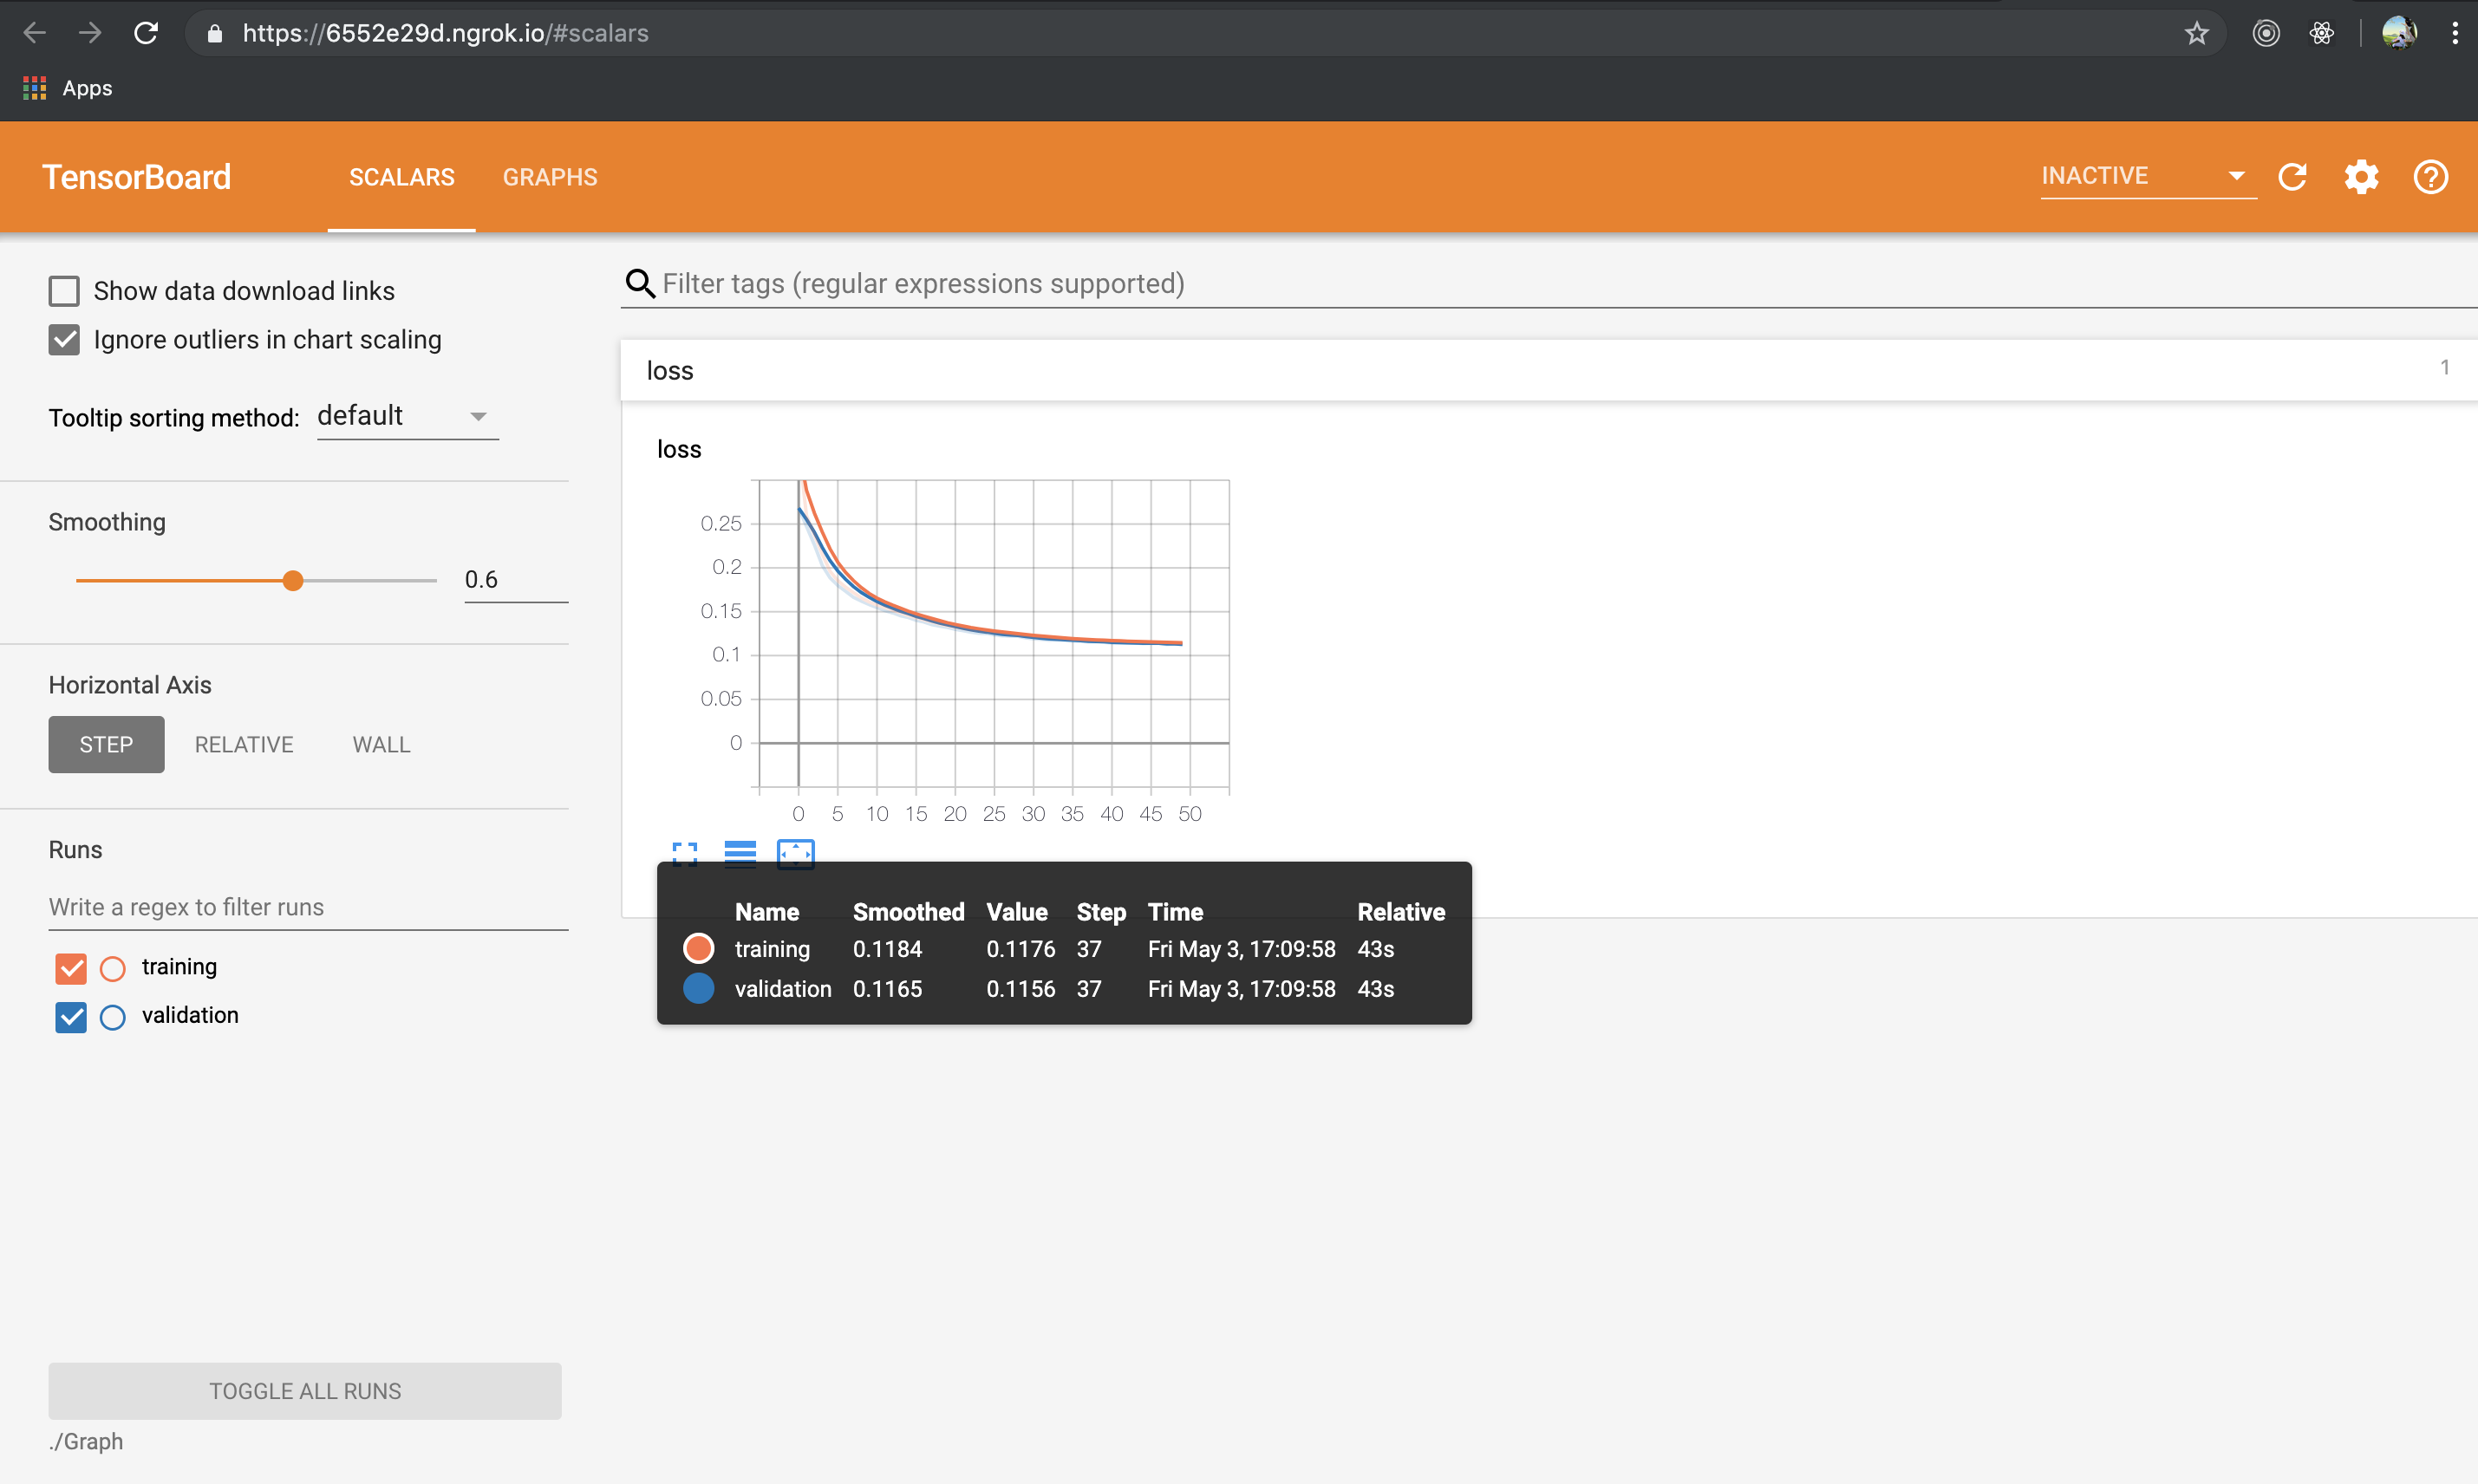 https://6552e29d.ngrok.io/#scalars
Apps
TensorBoard SCALARS GRAPHS INACTIVE
Show data download links
Ignore outliers in chart scaling
Tooltip sorting method: default
Smoothing
0.6
Horizontal Axis
STEP RELATIVE WALL
Runs
Write a regex to filter runs
training
validation
TOGGLE ALL RUNS
./Graph
Filter tags (regular expressions supported)
loss 1
loss
0.25
0.2
0.15
0.1
0.05
0
0 5 10 15 20 25 30 35 40 45 50
Name Smoothed Value Step Time Relative
training 0.1184 0.1176 37 Fri May 3, 17:09:58 43s
validation 0.1165 0.1156 37 Fri May 3, 17:09:58 43s